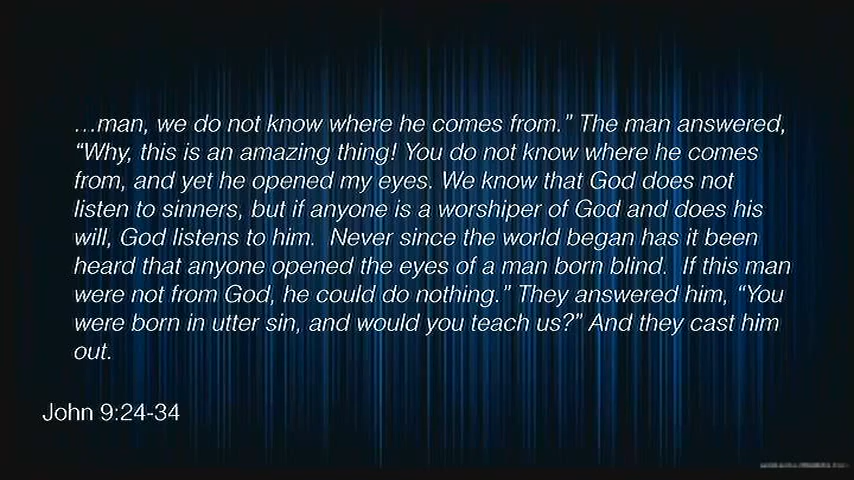 …man, we do not know where he comes from.” The man answered,
“Why, this is an amazing thing! You do not know where he comes
from, and yet he opened my eyes. We know that God does not
listen to sinners, but if anyone is a worshiper of God and does his
will, God listens to him.  Never since the world began has it been
heard that anyone opened the eyes of a man born blind.  If this man
were not from God, he could do nothing.” They answered him, “You
were born in utter sin, and would you teach us?” And they cast him
out.
John 9:24-34